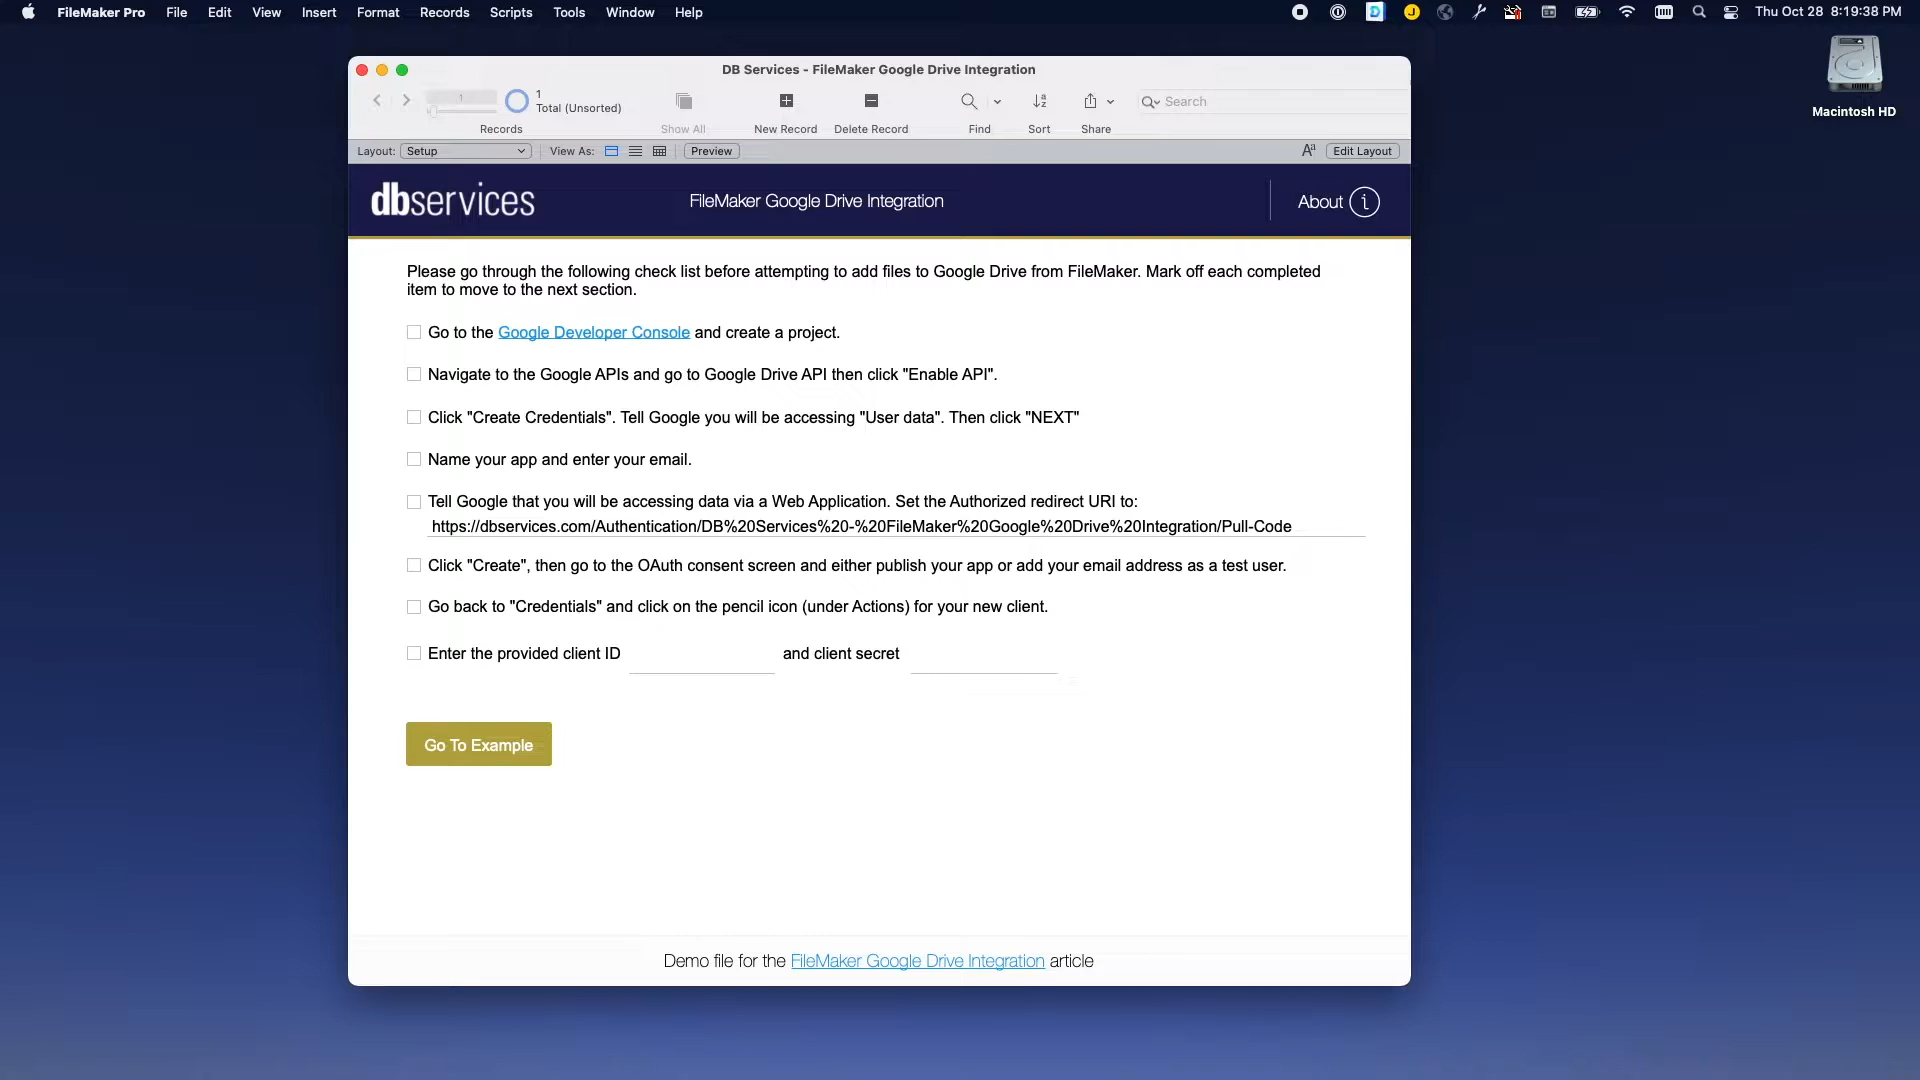 FileMaker Pro File Edit View Insert Format Records Scripts Tools Window Help Thu Oct 28 8:19:38 PM
Macintosh HD
DB Services - FileMaker Google Drive Integration
1
1
Total (Unsorted)
Search
Records Show All New Record Delete Record Find Sort Share
Layout: Setup View As: Preview Aa Edit Layout
dbservices FileMaker Google Drive Integration About i
Please go through the following check list before attempting to add files to Google Drive from FileMaker. Mark off each completed
item to move to the next section.
Go to the Google Developer Console and create a project.
Navigate to the Google APIs and go to Google Drive API then click "Enable API".
Click "Create Credentials". Tell Google you will be accessing "User data". Then click "NEXT"
Name your app and enter your email.
Tell Google that you will be accessing data via a Web Application. Set the Authorized redirect URI to:
https://dbservices.com/Authentication/DB%20Services%20-%20FileMaker%20Google%20Drive%20Integration/Pull-Code
Click "Create", then go to the OAuth consent screen and either publish your app or add your email address as a test user.
Go back to "Credentials" and click on the pencil icon (under Actions) for your new client.
Enter the provided client ID and client secret
Go To Example
Demo file for the FileMaker Google Drive Integration article